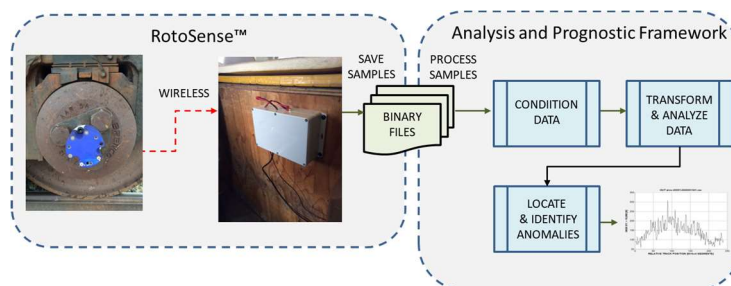 RotoSense™
Analysis and Prognostic Framework
WIRELESS
SAVE
SAMPLES
BINARY
FILES
PROCESS
SAMPLES
CONDITION
DATA
TRANSFORM
& ANALYZE
DATA
LOCATE
& IDENTIFY
ANOMALIES